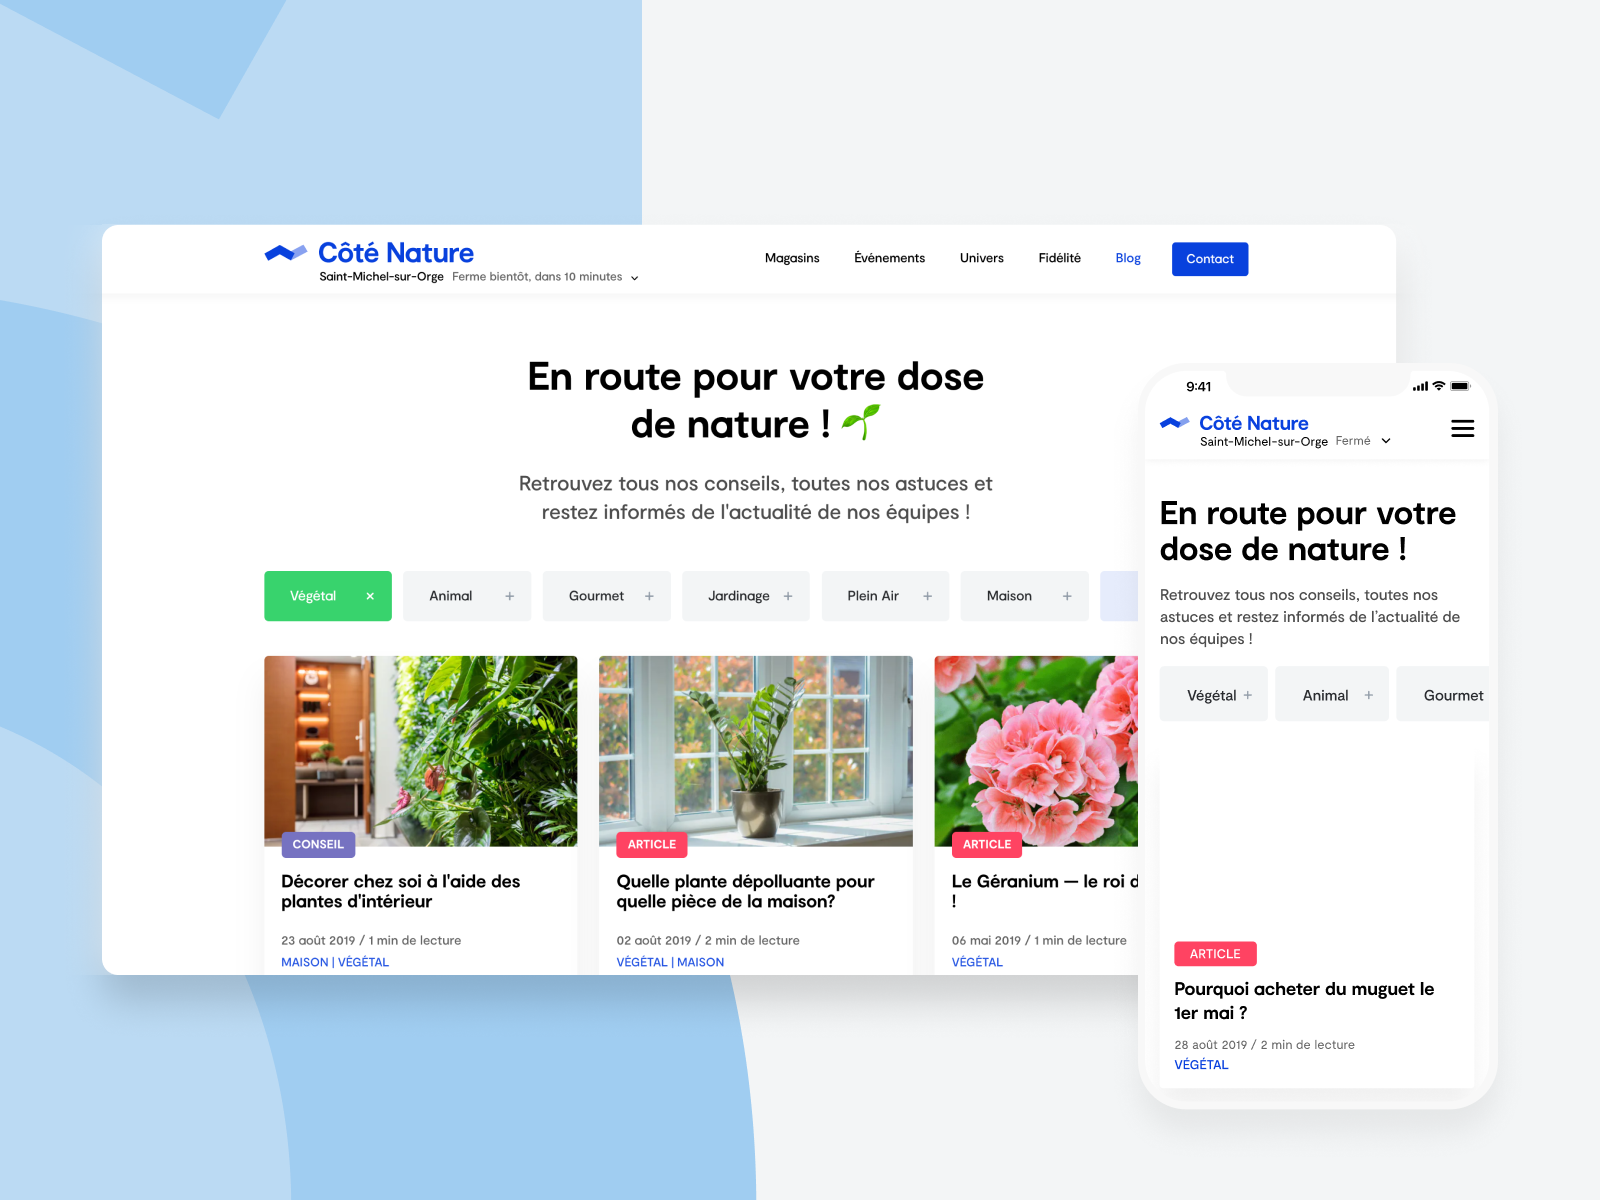 Côté Nature
Saint-Michel-sur-Orge Ferme bientôt, dans 10 minutes
Magasins Événements Univers Fidélité Blog Contact
En route pour votre dose
de nature !
Retrouvez tous nos conseils, toutes nos astuces et
restez informés de l'actualité de nos équipes !
Végétal × Animal + Gourmet + Jardinage + Plein Air + Maison +
CONSEIL
Décorer chez soi à l'aide des
plantes d'intérieur
23 août 2019 / 1 min de lecture
MAISON | VÉGÉTAL
ARTICLE
Quelle plante dépolluante pour
quelle pièce de la maison?
02 août 2019 / 2 min de lecture
VÉGÉTAL | MAISON
ARTICLE
Le Géranium — le roi d
!
06 mai 2019 / 1 min de lecture
VÉGÉTAL
9:41
Côté Nature
Saint-Michel-sur-Orge Fermé
En route pour votre
dose de nature !
Retrouvez tous nos conseils, toutes nos
astuces et restez informés de l'actualité de
nos équipes !
Végétal + Animal + Gourmet
ARTICLE
Pourquoi acheter du muguet le
1er mai ?
28 août 2019 / 2 min de lecture
VÉGÉTAL